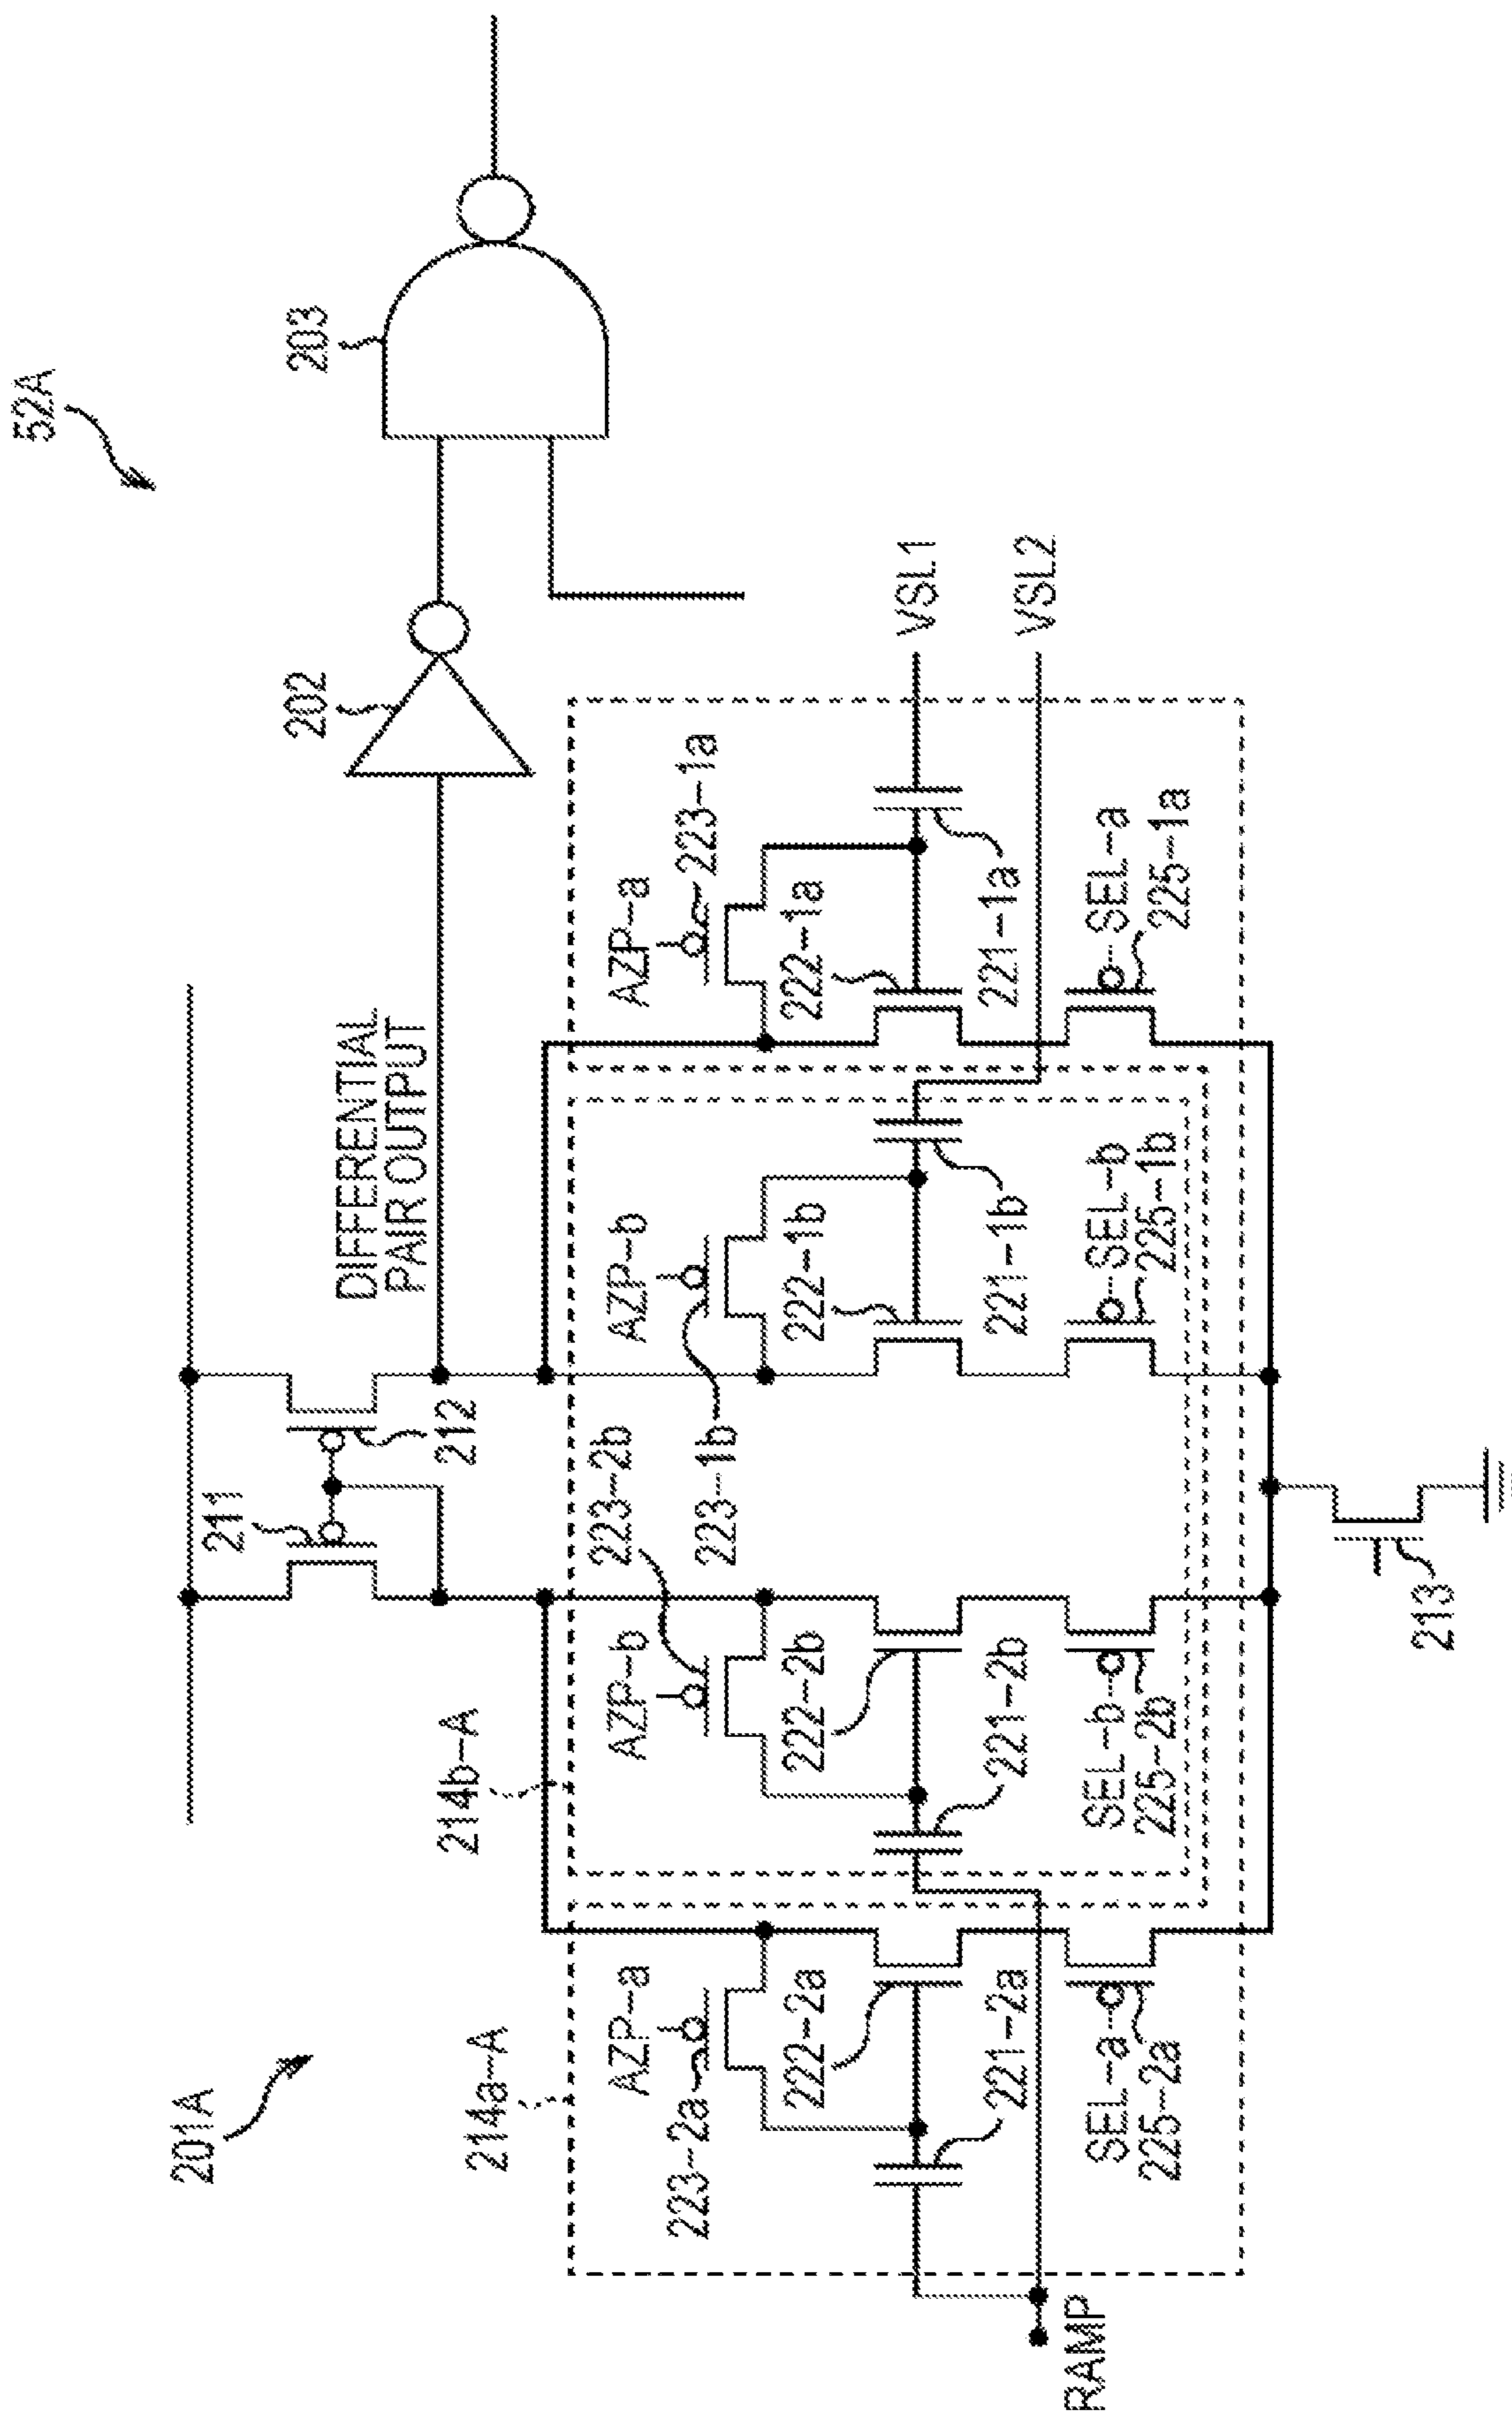 52A
201A
211
212
DIFFERENTIAL
PAIR OUTPUT
202
203
214a-A
214b-A
223-2b
223-1b
AZP-a
223-2a
AZP-b
AZP-b
AZP-a
223-1a
222-2a
222-2b
222-1b
222-1a
221-2a
221-2b
221-1b
221-1a
VSL1
VSL2
RAMP
SEL-a
225-2a
SEL-b
225-2b
SEL-b
225-1b
SEL-a
225-1a
213